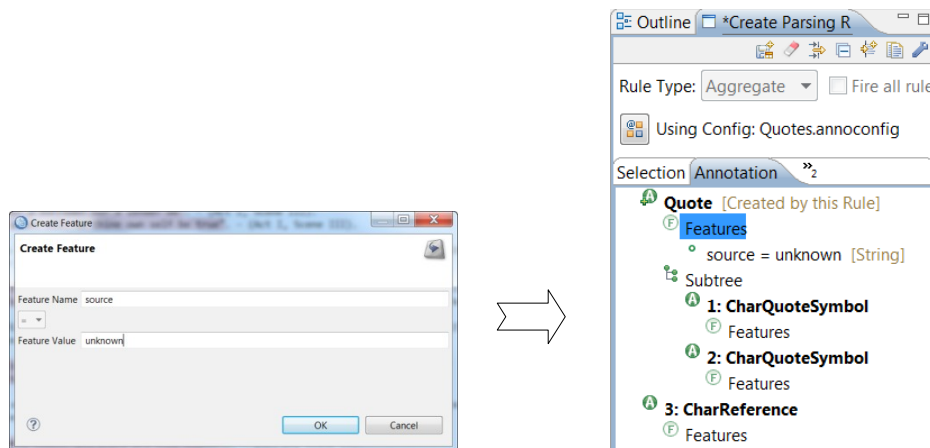 Create Feature
Create Feature
Feature Name source
=
Feature Value unknown
?
OK Cancel
Outline *Create Parsing R
Rule Type: Aggregate Fire all rule
Using Config: Quotes.annoconfig
Selection Annotation »2
Quote [Created by this Rule]
F Features
source = unknown [String]
Subtree
A 1: CharQuoteSymbol
F Features
A 2: CharQuoteSymbol
F Features
A 3: CharReference
F Features